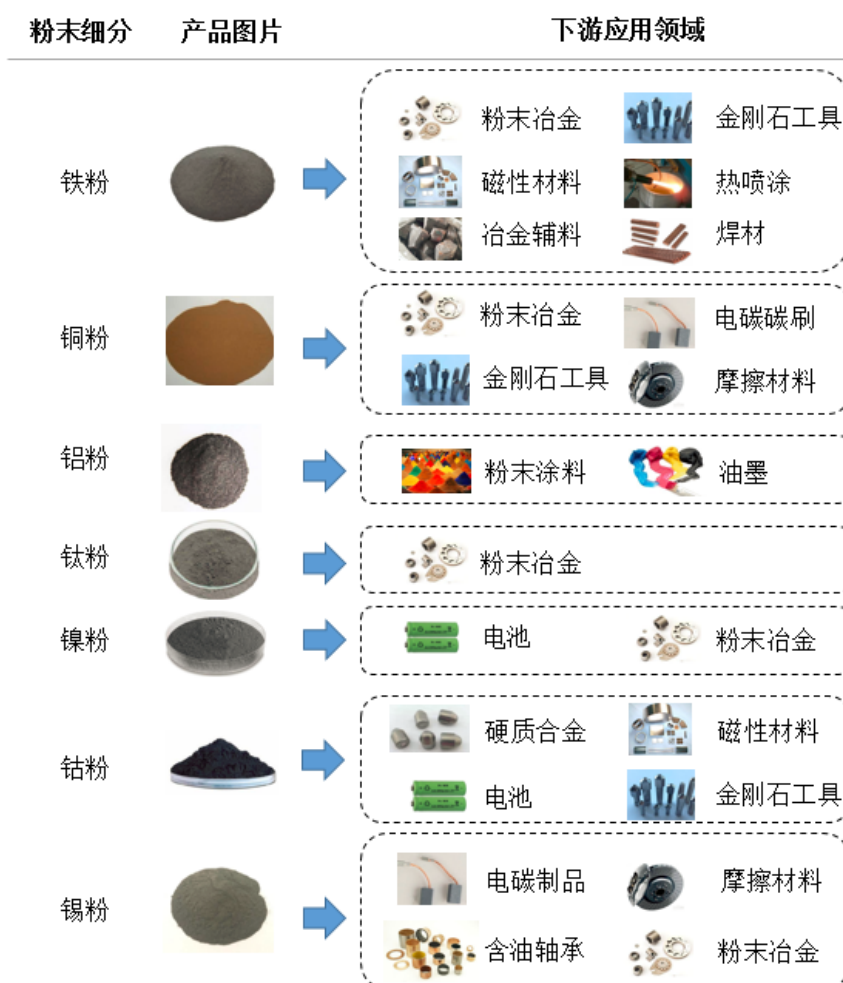 粉末细分 产品图片 下游应用领域
粉末冶金 金刚石工具
铁粉 磁性材料 热喷涂
冶金辅料 焊材
粉末冶金 电碳碳刷
铜粉
金刚石工具 摩擦材料
铝粉 粉末涂料 油墨
钛粉 粉末冶金
镍粉 电池 粉末冶金
硬质合金 磁性材料
钴粉
电池 金刚石工具
电碳制品 摩擦材料
锡粉
含油轴承 粉末冶金